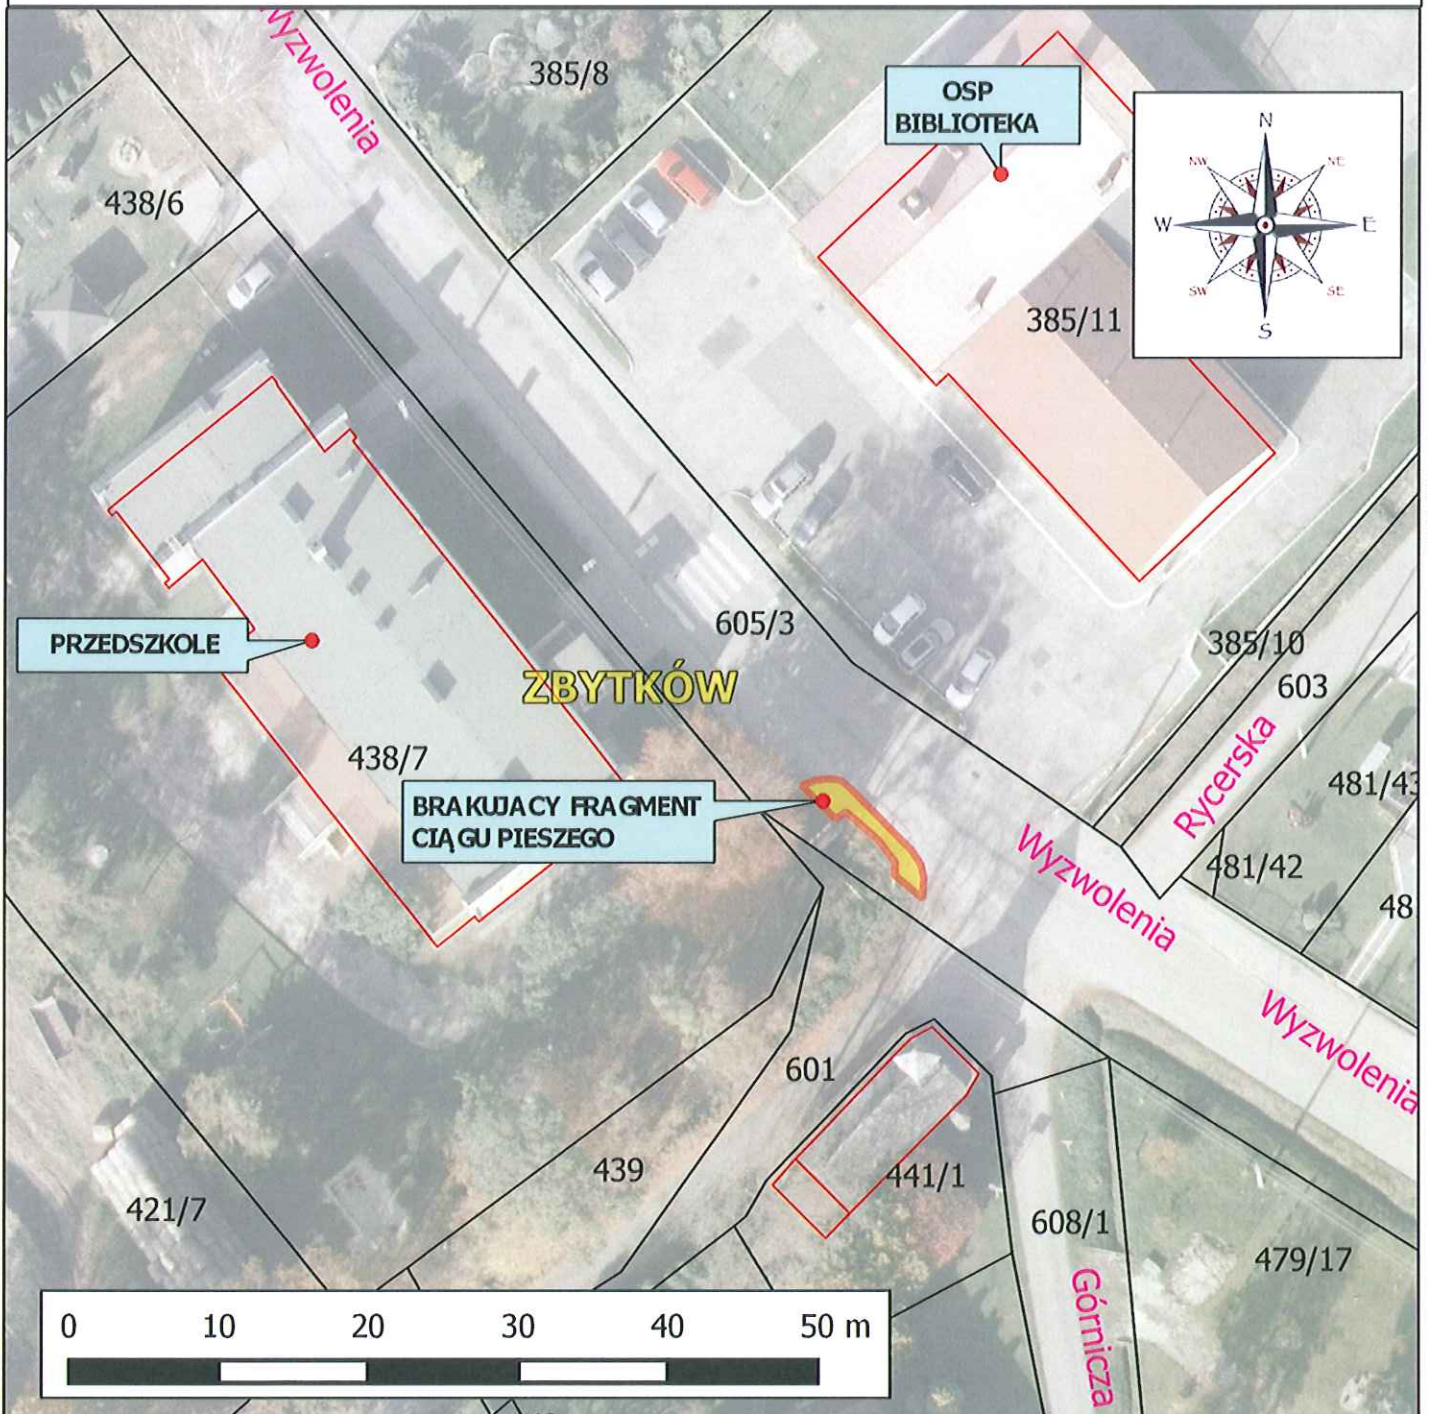 Wyzwolenia
385/8
OSP
BIBLIOTEKA
N
NW
NE
W
E
SW
SE
S
438/6
385/11
605/3
385/10
603
PRZEDSZKOLE
ZBYTKÓW
438/7
Rycerska
481/43
BRAKUJACY FRAGMENT
CIĄGU PIESZEGO
Wyzwolenia
481/42
48
Wyzwolenia
601
439
441/1
421/7
608/1
479/17
Górnicza
0 10 20 30 40 50 m